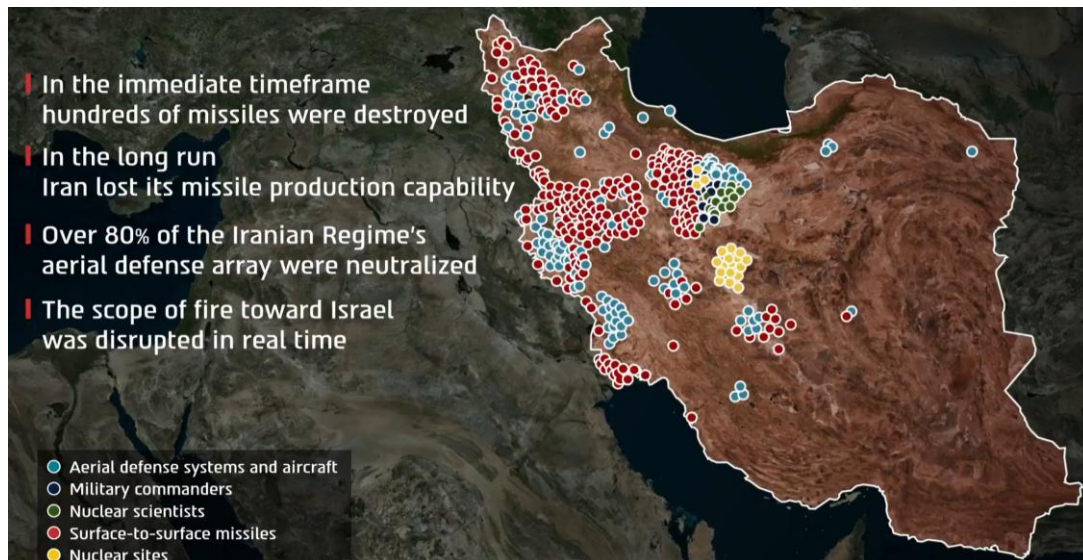 In the immediate timeframe
hundreds of missiles were destroyed
In the long run
Iran lost its missile production capability
Over 80% of the Iranian Regime's
aerial defense array were neutralized
The scope of fire toward Israel
was disrupted in real time
Aerial defense systems and aircraft
Military commanders
Nuclear scientists
Surface-to-surface missiles
Nuclear sites